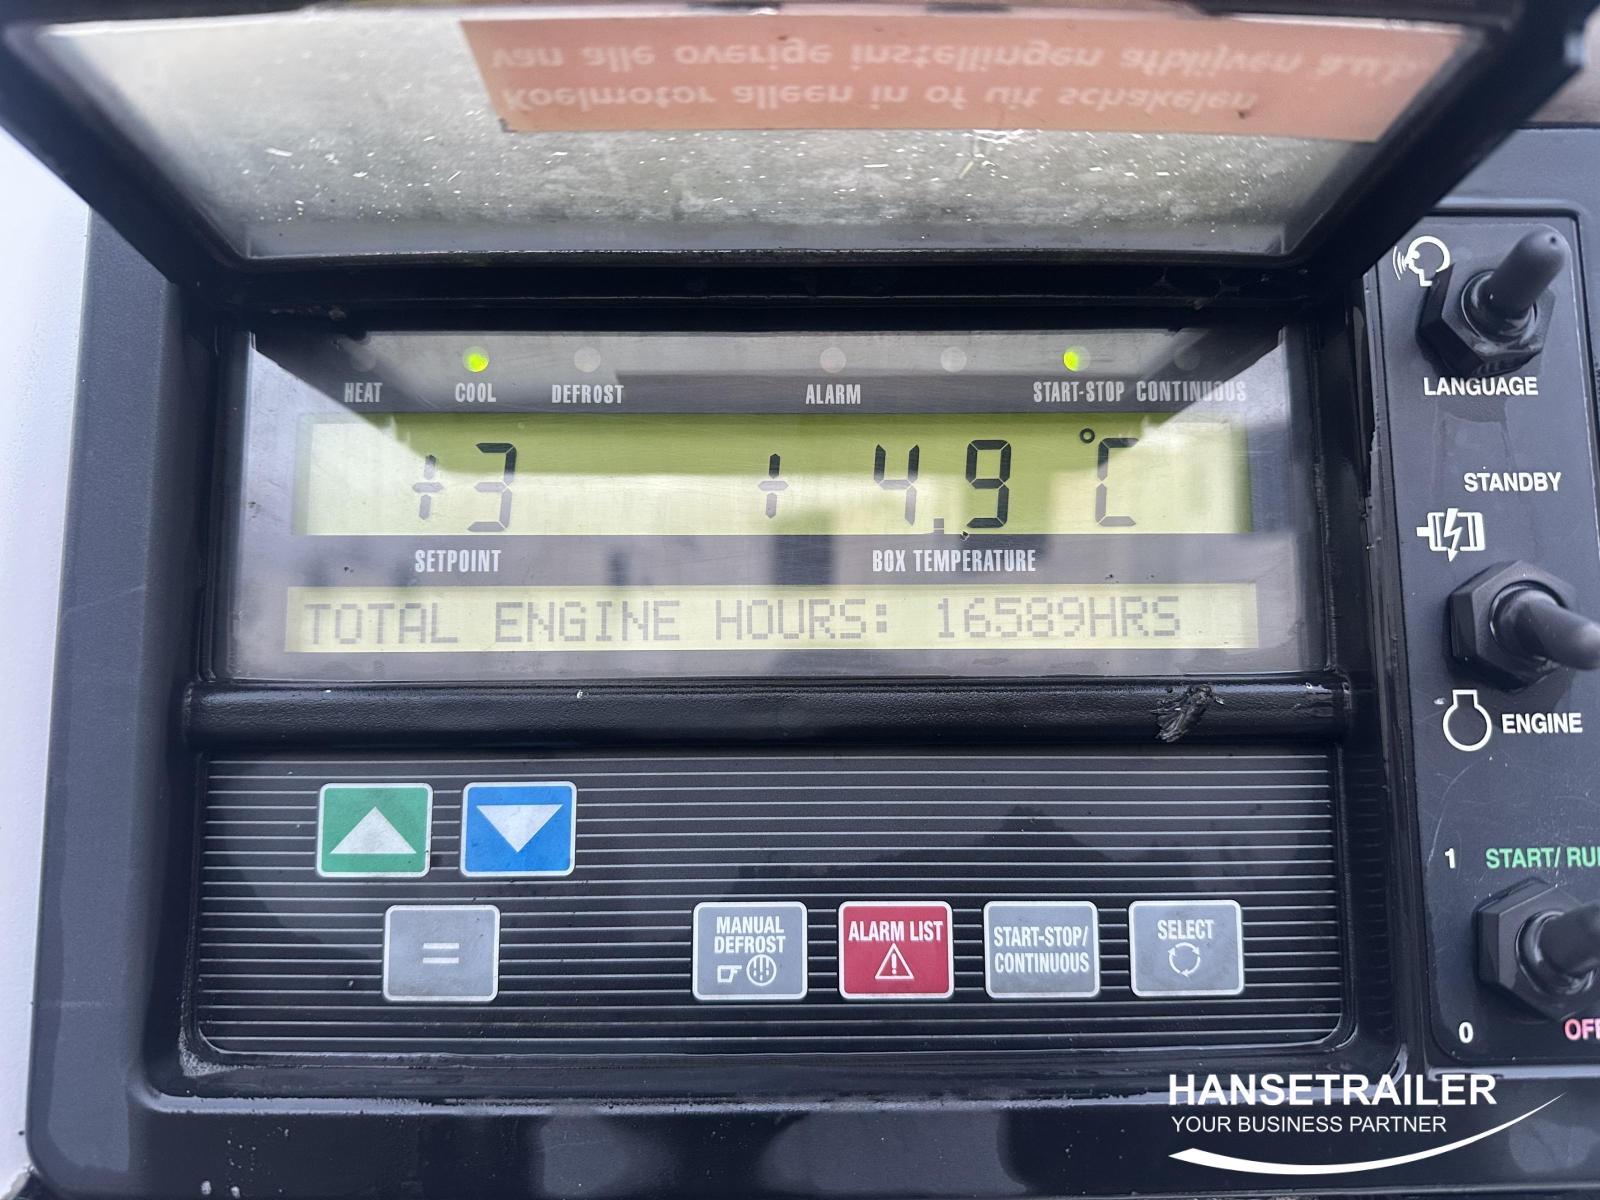 van alle overige instellingen afblijven a.u.b.
Koelmotor alleen in of uit schakelen
HEAT COOL DEFROST ALARM START-STOP CONTINUOUS
+3 + 4.9 °C
SETPOINT BOX TEMPERATURE
TOTAL ENGINE HOURS: 16589HRS
=
MANUAL DEFROST
ALARM LIST
START-STOP/ CONTINUOUS
SELECT
LANGUAGE
STANDBY
ENGINE
1 START/ RU
0 OF
HANSETRAILER
YOUR BUSINESS PARTNER